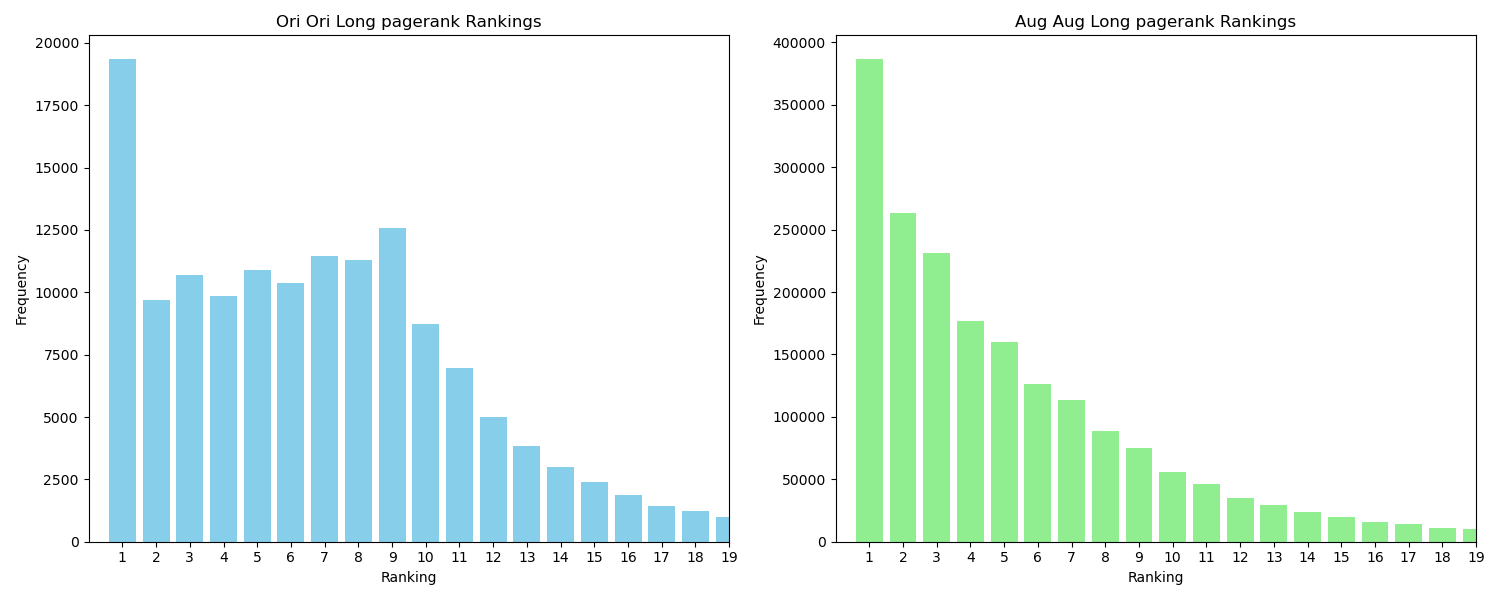 Ori Ori Long pagerank Rankings
20000
17500
15000
12500
10000
7500
5000
2500
0
Frequency
1 2 3 4 5 6 7 8 9 10 11 12 13 14 15 16 17 18 19
Ranking
Aug Aug Long pagerank Rankings
400000
350000
300000
250000
200000
150000
100000
50000
0
Frequency
1 2 3 4 5 6 7 8 9 10 11 12 13 14 15 16 17 18 19
Ranking